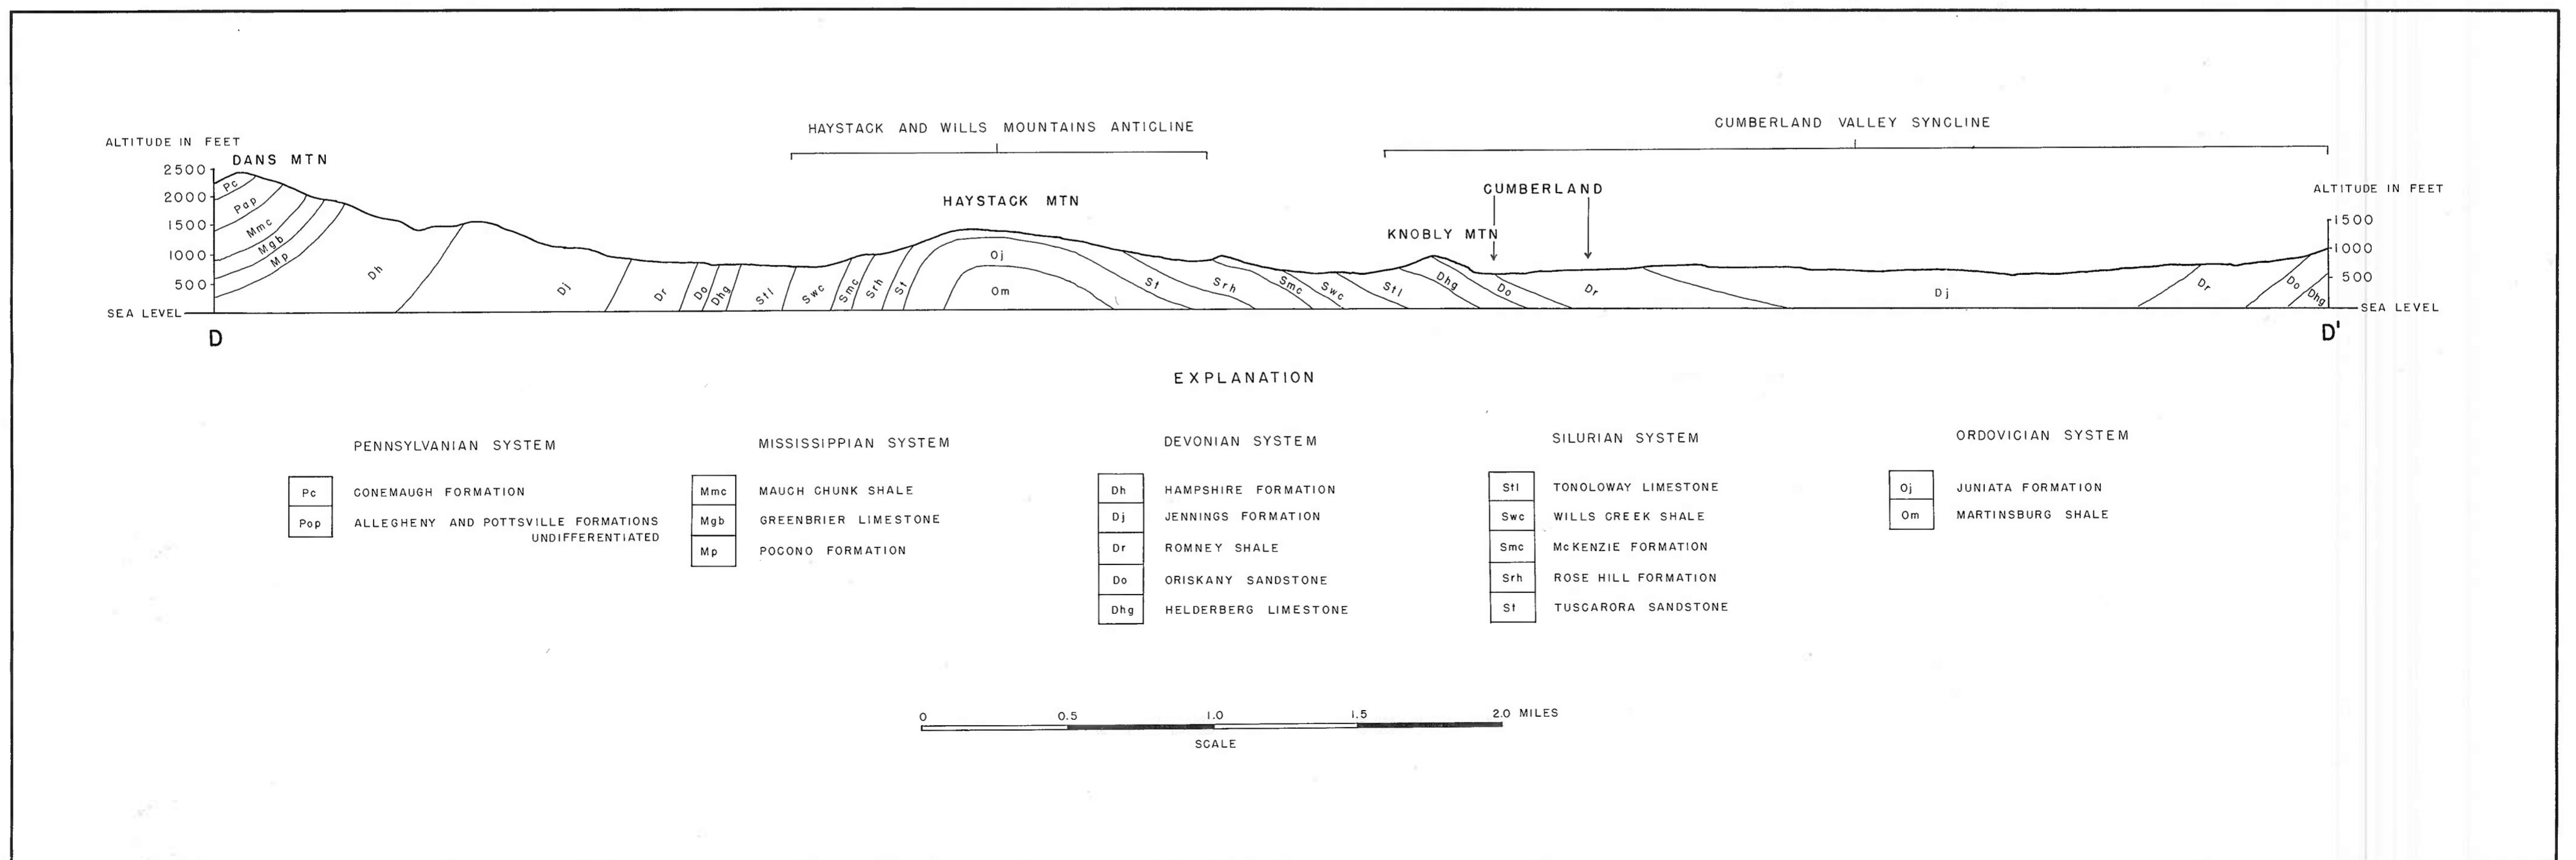 HAYSTACK AND WILLS MOUNTAINS ANTICLINE
CUMBERLAND VALLEY SYNCLINE
ALTITUDE IN FEET
DANS MTN
2500
2000
1500
1000
500
SEA LEVEL
D
HAYSTACK MTN
CUMBERLAND
KNOBLY MTN
ALTITUDE IN FEET
1500
1000
500
SEA LEVEL
D'
Pc
Pap
Mmc
Mgb
Mp
Dh
Dj
Dr
Do
Dhg
Stl
Swc
Smc
Srh
St
Oj
Om
St
Srh
Smc
Swc
Stl
Dhg
Do
Dr
Dj
Dr
Do
Dhg
EXPLANATION
PENNSYLVANIAN SYSTEM
Pc CONEMAUGH FORMATION
Pap ALLEGHENY AND POTTSVILLE FORMATIONS
UNDIFFERENTIATED
MISSISSIPPIAN SYSTEM
Mmc MAUCH CHUNK SHALE
Mgb GREENBRIER LIMESTONE
Mp POCONO FORMATION
DEVONIAN SYSTEM
Dh HAMPSHIRE FORMATION
Dj JENNINGS FORMATION
Dr ROMNEY SHALE
Do ORISKANY SANDSTONE
Dhg HELDERBERG LIMESTONE
SILURIAN SYSTEM
Stl TONOLOWAY LIMESTONE
Swc WILLS CREEK SHALE
Smc McKENZIE FORMATION
Srh ROSE HILL FORMATION
St TUSCARORA SANDSTONE
ORDOVICIAN SYSTEM
Oj JUNIATA FORMATION
Om MARTINSBURG SHALE
0 0.5 1.0 1.5 2.0 MILES
SCALE